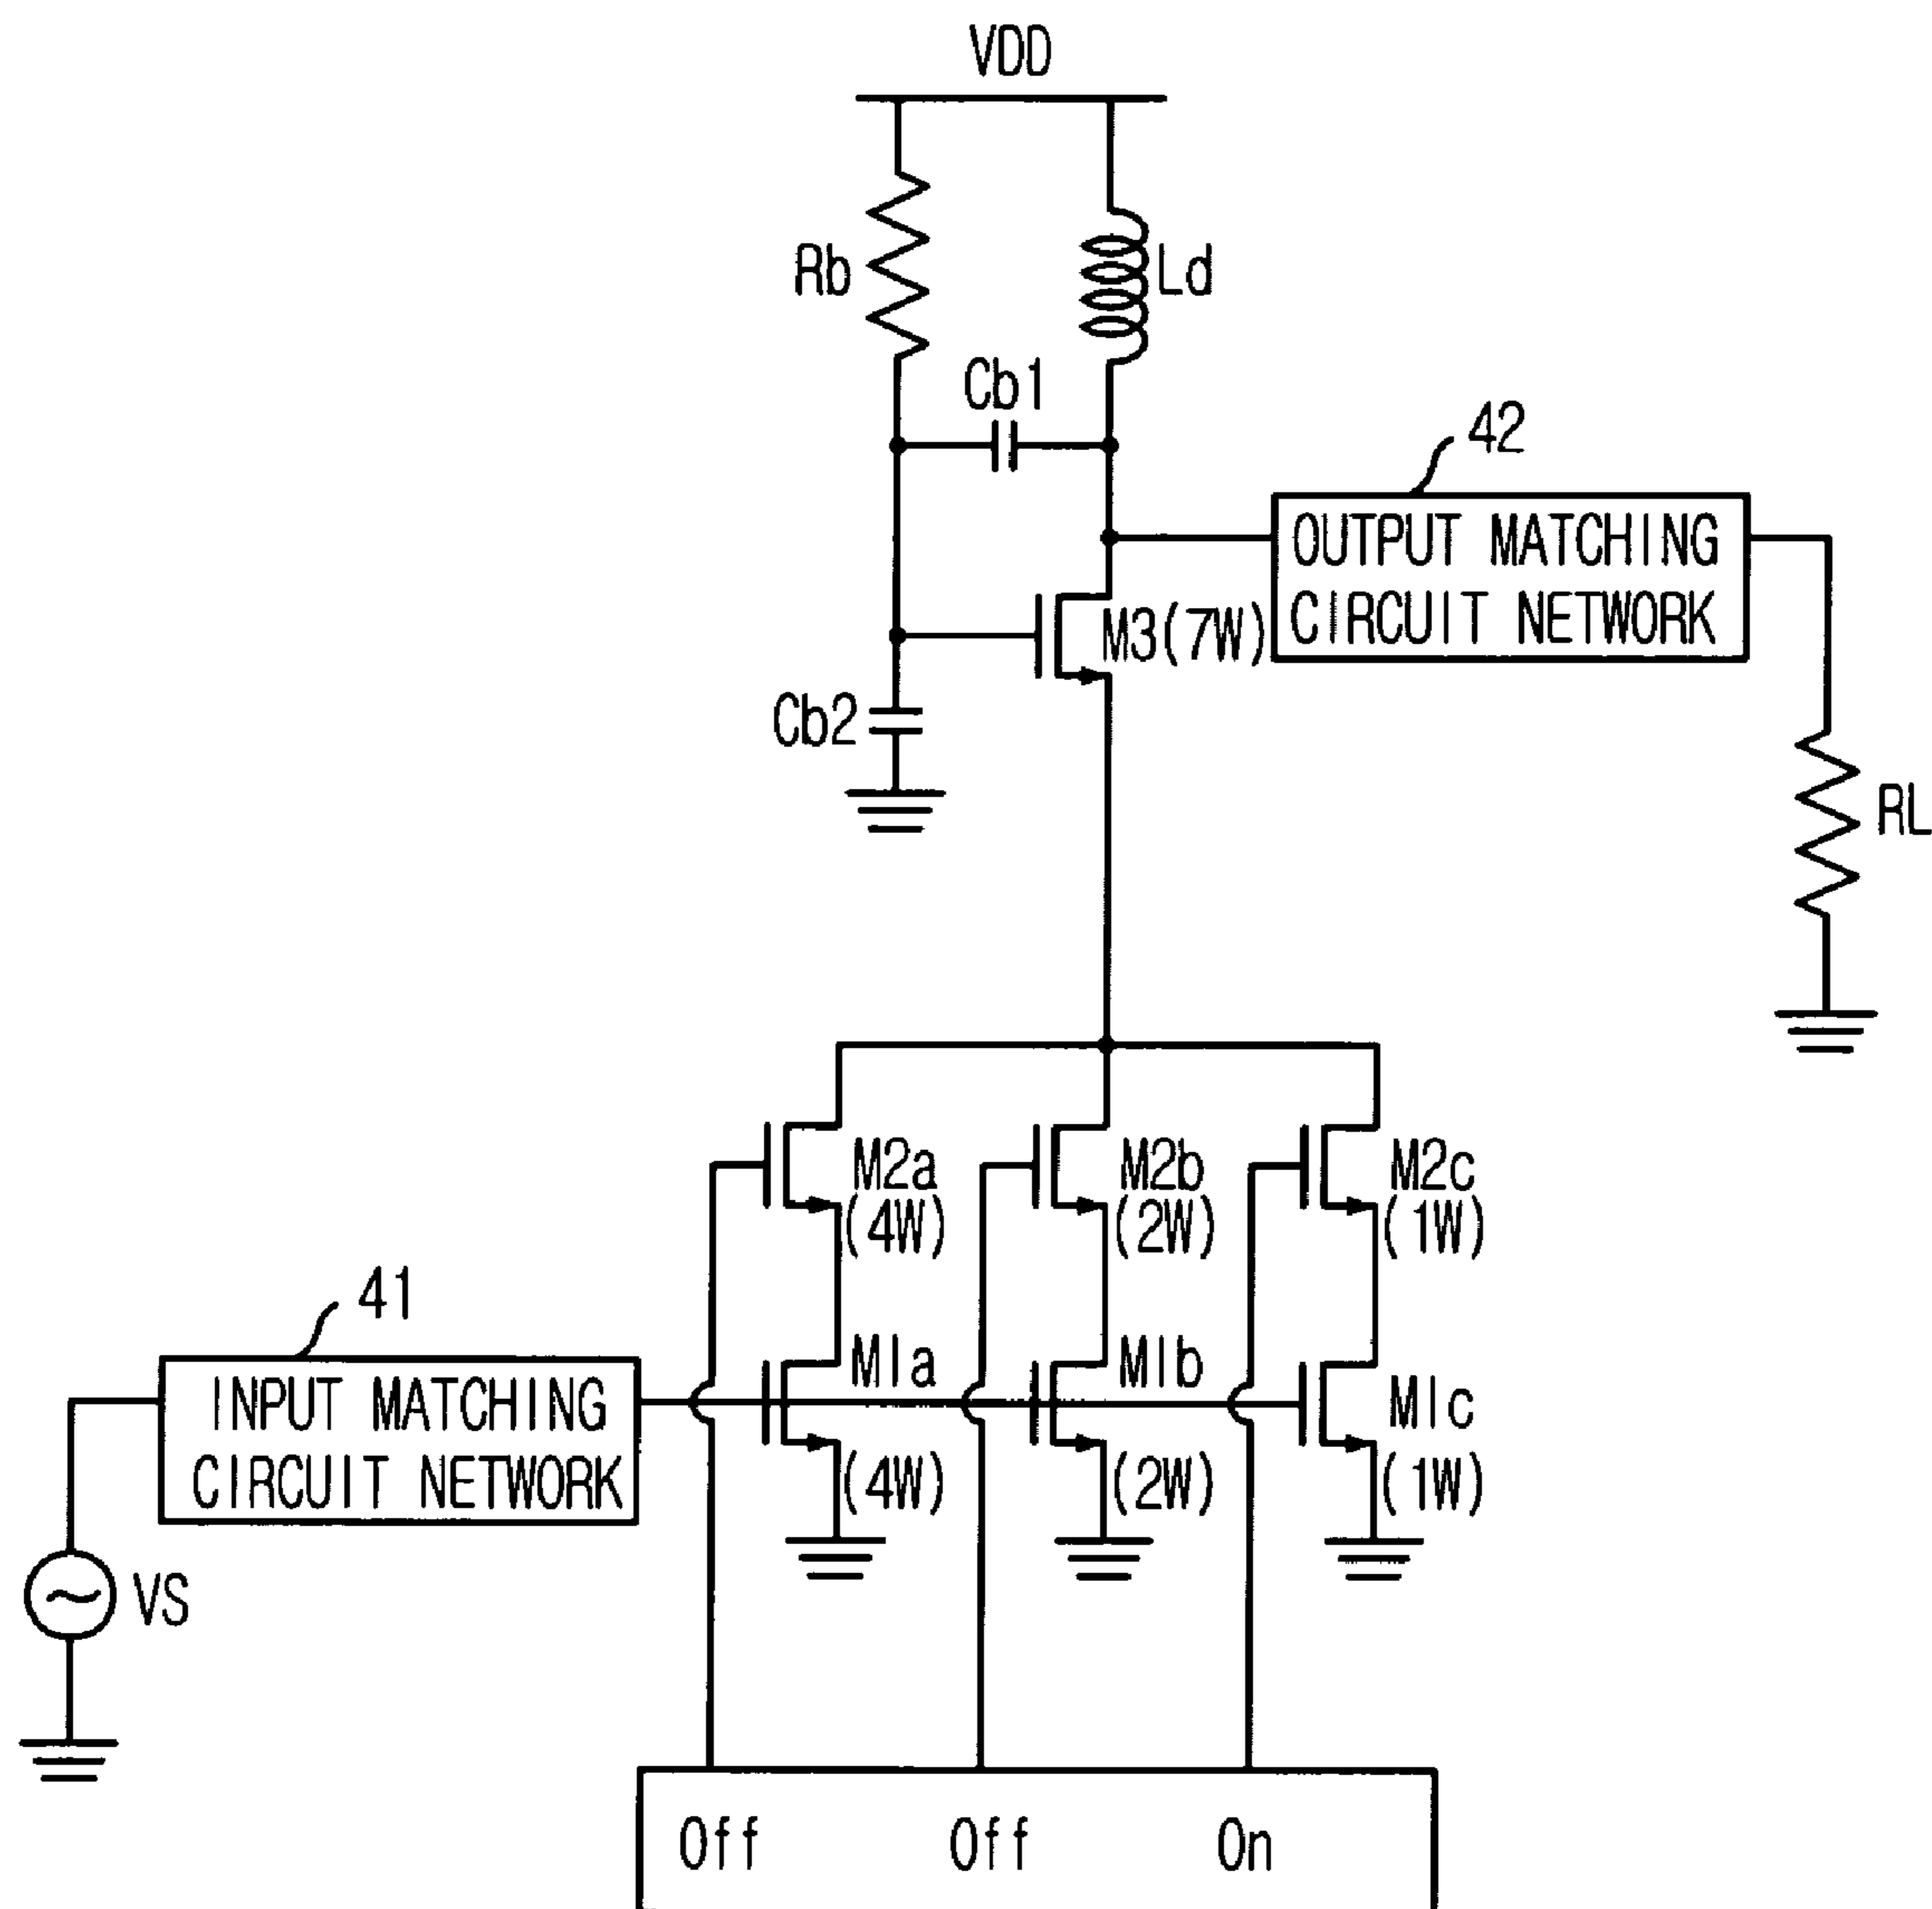 VDD
Rb
Ld
Cb1
42
OUTPUT MATCHING
CIRCUIT NETWORK
M3(7W)
Cb2
RL
M2a
(4W)
M2b
(2W)
M2c
(1W)
41
INPUT MATCHING
CIRCUIT NETWORK
M1a
(4W)
M1b
(2W)
M1c
(1W)
VS
Off
Off
On